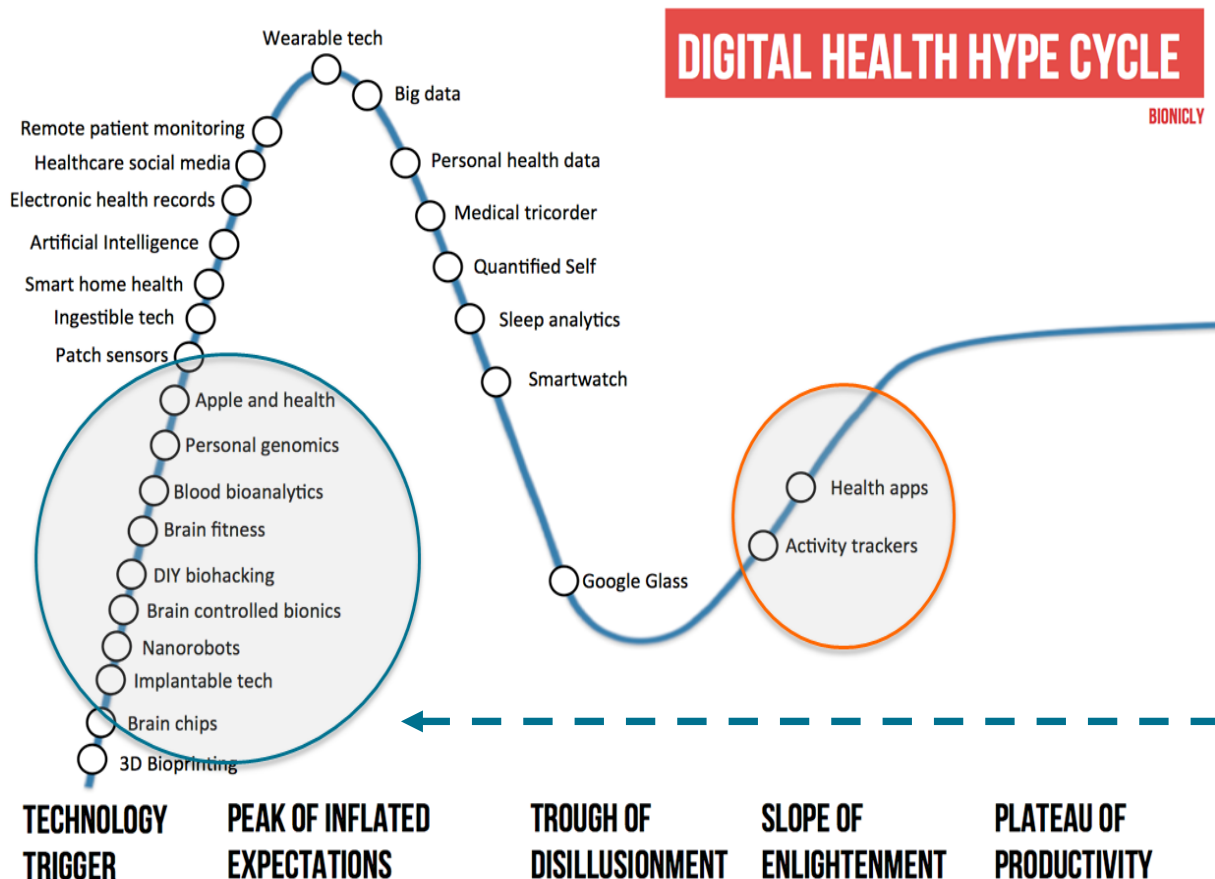 DIGITAL HEALTH HYPE CYCLE
BIONICLY
Wearable tech
Big data
Remote patient monitoring
Healthcare social media
Electronic health records
Artificial Intelligence
Smart home health
Ingestible tech
Patch sensors
Apple and health
Personal genomics
Blood bioanalytics
Brain fitness
DIY biohacking
Brain controlled bionics
Nanorobots
Implantable tech
Brain chips
3D Bioprinting
Personal health data
Medical tricorder
Quantified Self
Sleep analytics
Smartwatch
Google Glass
Health apps
Activity trackers
TECHNOLOGY
TRIGGER
PEAK OF INFLATED
EXPECTATIONS
TROUGH OF
DISILLUSIONMENT
SLOPE OF
ENLIGHTENMENT
PLATEAU OF
PRODUCTIVITY